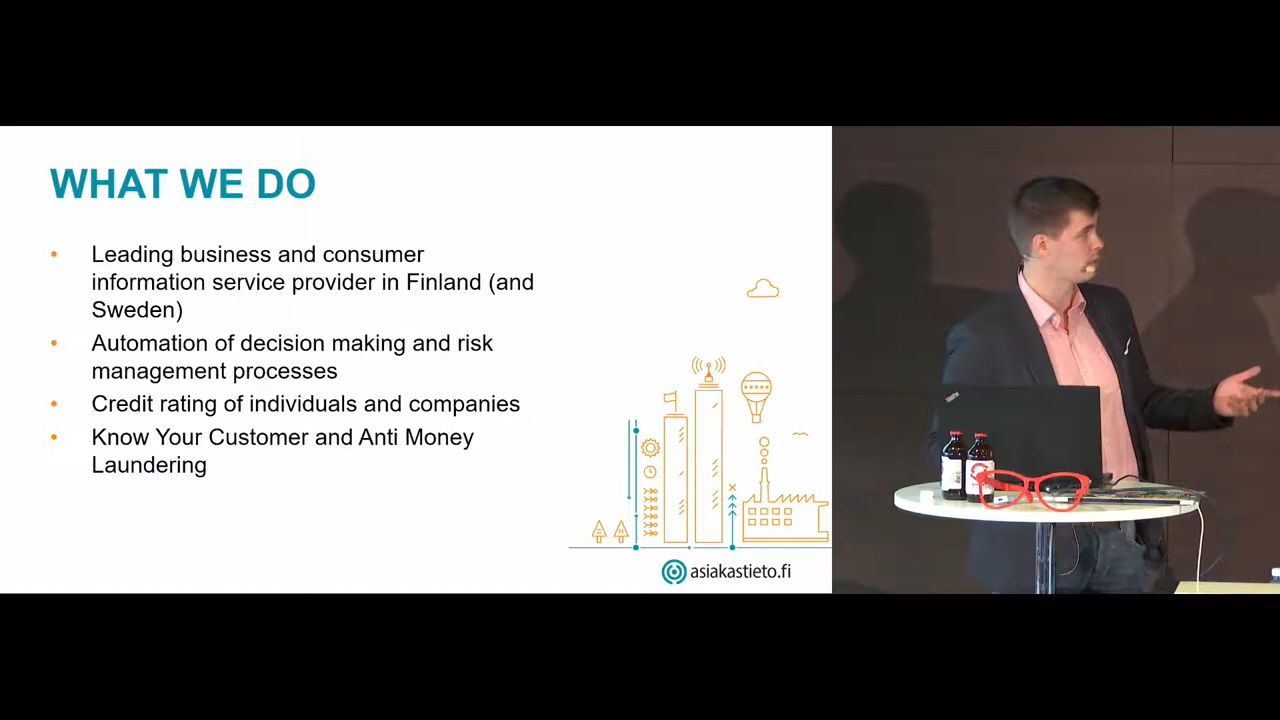 WHAT WE DO
• Leading business and consumer
information service provider in Finland (and
Sweden)
• Automation of decision making and risk
management processes
• Credit rating of individuals and companies
• Know Your Customer and Anti Money
Laundering
asiakastieto.fi
ThinkPad